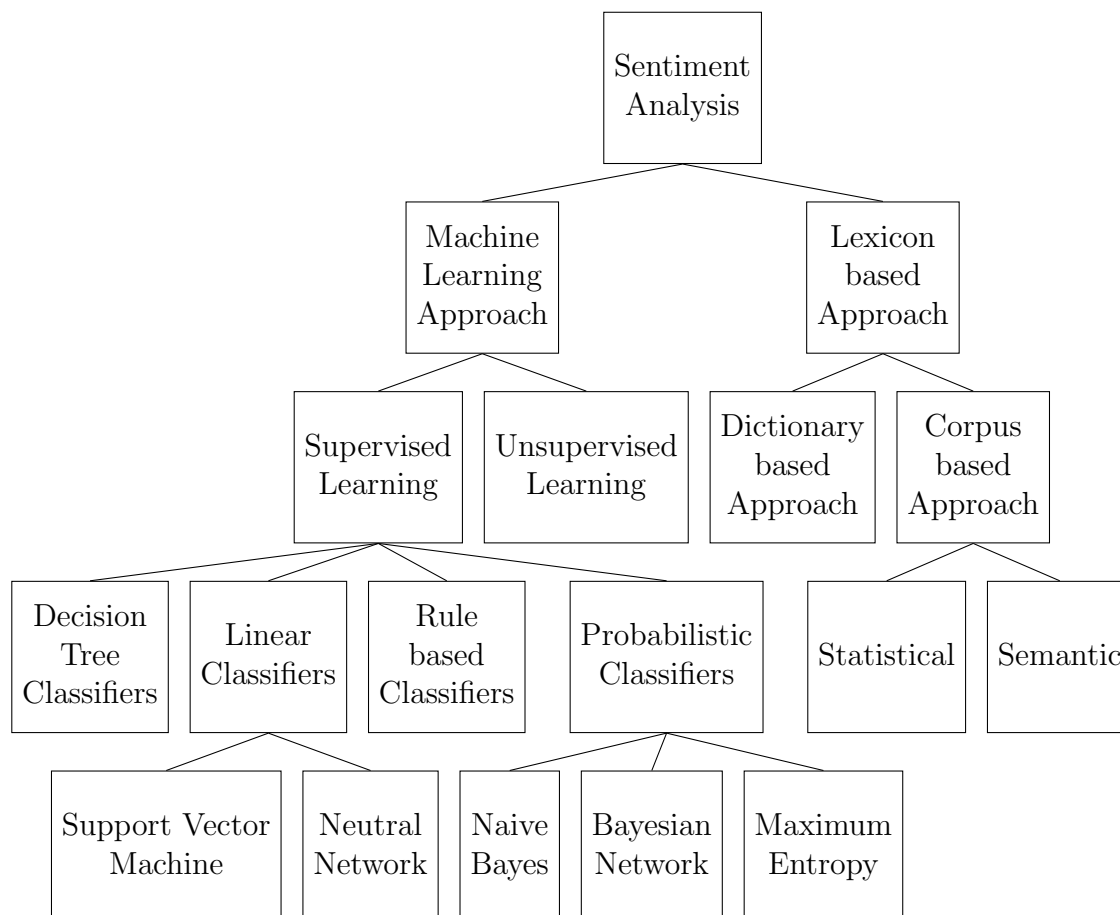 Sentiment
Analysis
Machine
Learning
Approach
Lexicon
based
Approach
Supervised
Learning
Unsupervised
Learning
Dictionary
based
Approach
Corpus
based
Approach
Decision
Tree
Classifiers
Linear
Classifiers
Rule
based
Classifiers
Probabilistic
Classifiers
Statistical
Semantic
Support Vector
Machine
Neutral
Network
Naive
Bayes
Bayesian
Network
Maximum
Entropy